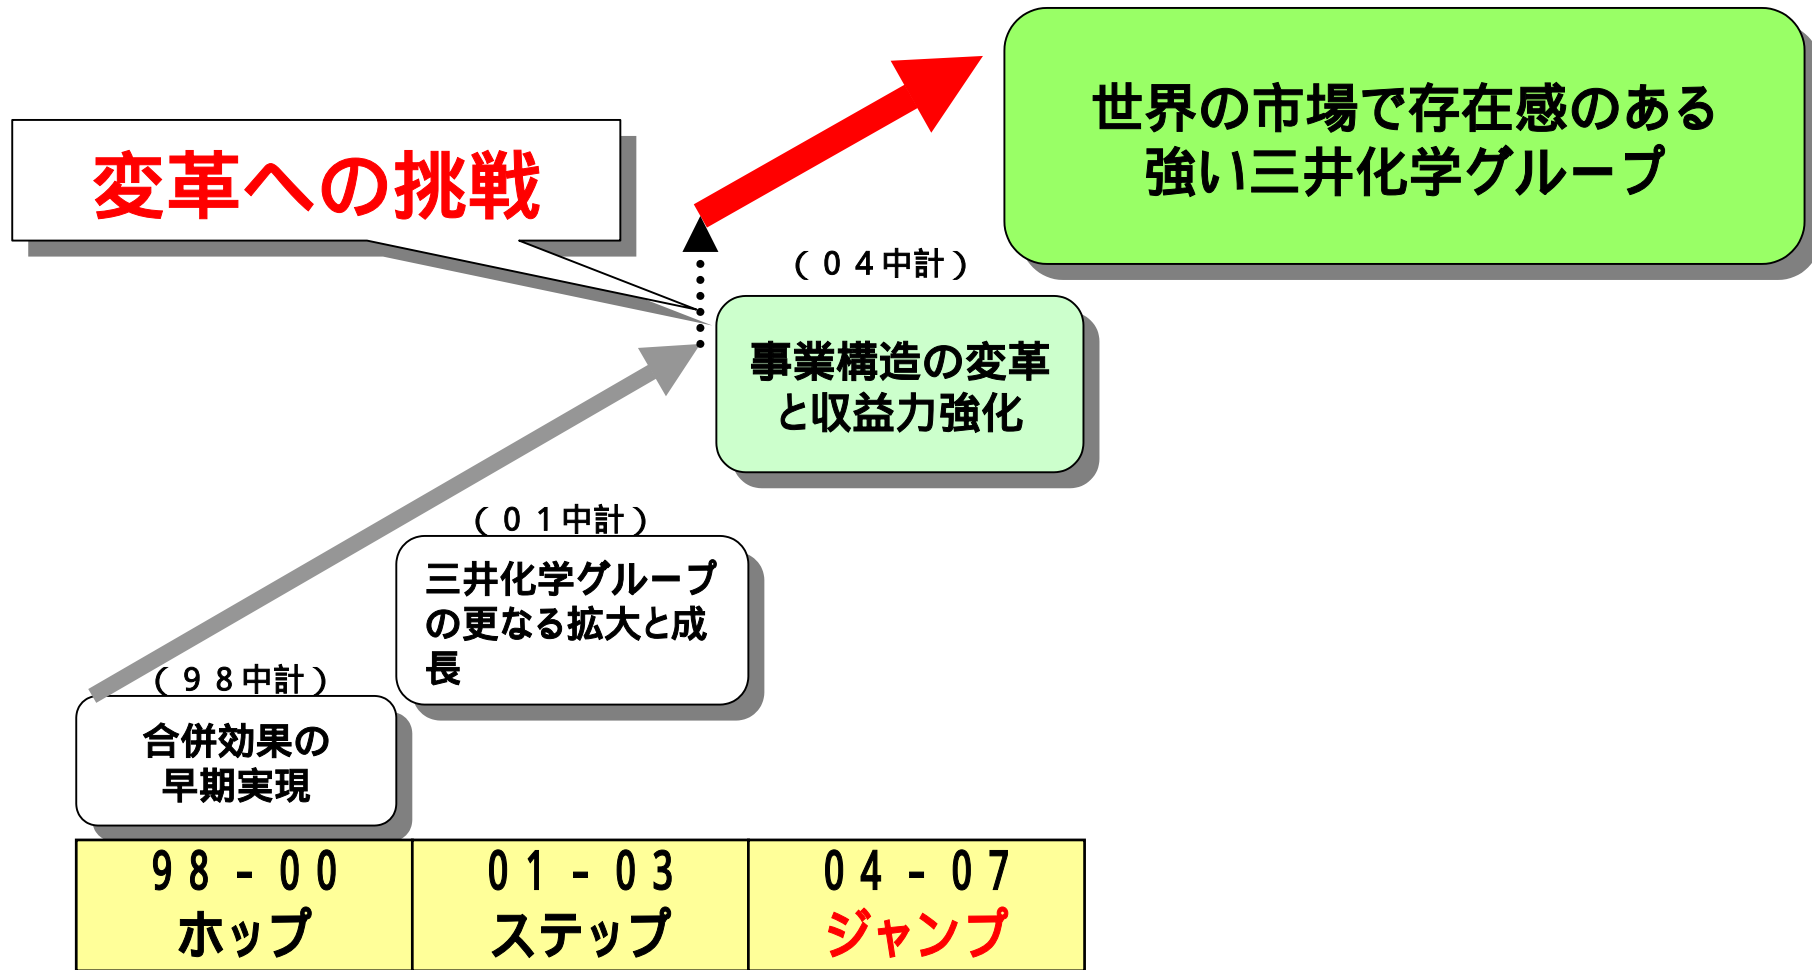 世界の市場で存在感のある
強い三井化学グループ
変革への挑戦
（０４中計）
事業構造の変革
と収益力強化
（０１中計）
三井化学グループ
の更なる拡大と成
長
（９８中計）
合併効果の
早期実現
９８－００
ホップ
０１－０３
ステップ
０４－０７
ジャンプ